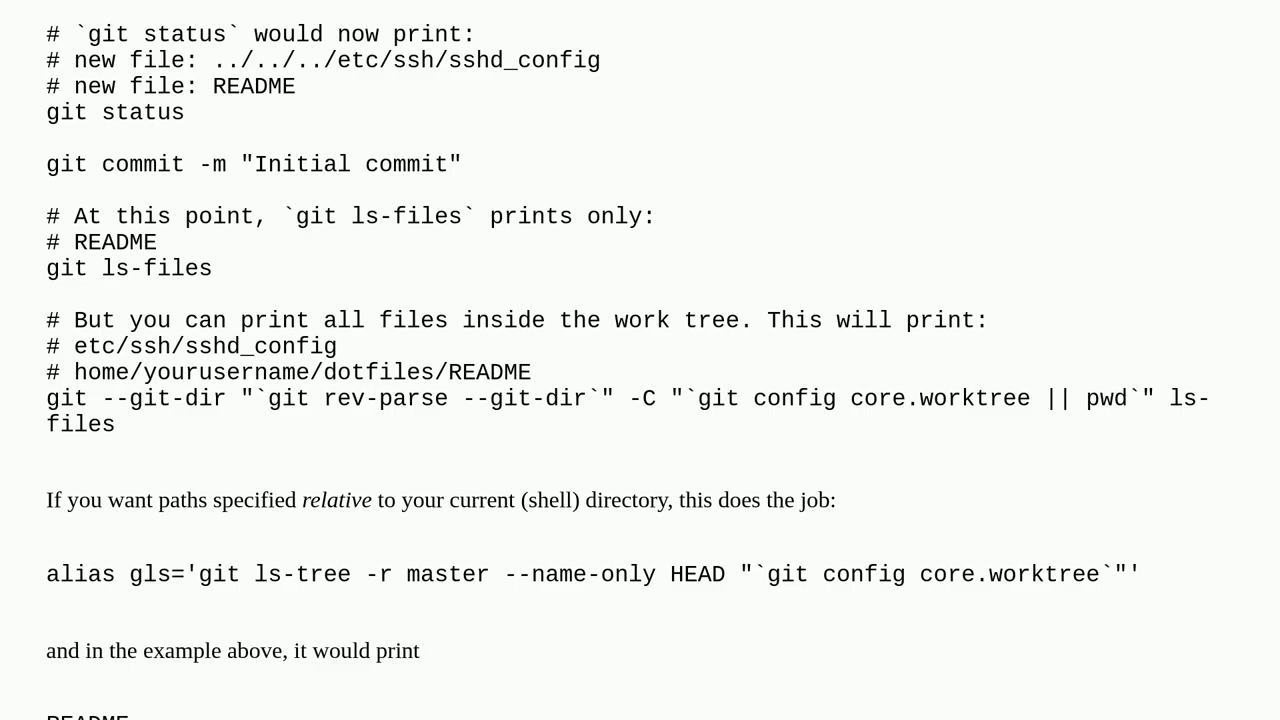 # `git status` would now print:
# new file: ../../../etc/ssh/sshd_config
# new file: README
git status
git commit -m "Initial commit"
# At this point, `git ls-files` prints only:
# README
git ls-files
# But you can print all files inside the work tree. This will print:
# etc/ssh/sshd_config
# home/yourusername/dotfiles/README
git --git-dir "`git rev-parse --git-dir`" -C "`git config core.worktree || pwd`" ls-
files
If you want paths specified relative to your current (shell) directory, this does the job:
alias gls='git ls-tree -r master --name-only HEAD "`git config core.worktree`"'
and in the example above, it would print
README